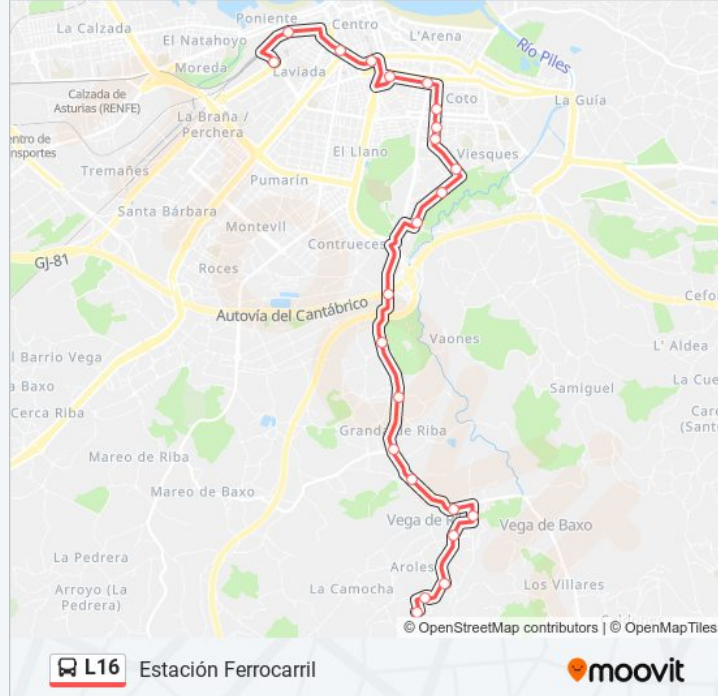 Poniente
Centro
La Calzada
El Natahoyo
L'Arena
Río Piles
Moreda
Laviada
Calzada de
Asturias (RENFE)
Coto
La Guía
La Braña /
Perchera
entro de
nsportes
El Llano
Viesques
Tremañes
Pumarín
Santa Bárbara
Montevil
Contrueces
GJ-81
Roces
Cefo
Autovía del Cantábrico
Vaones
L' Aldea
l Barrio Vega
La Cue
a Baxo
Samiguel
Cerca Riba
Care
(Sant
Granda de Riba
Mareo de Riba
Mareo de Baxo
Vega de R
Vega de Baxo
La Pedrera
Aroles
Arroyo (La
Pedrera)
La Camocha
Los Villares
© OpenStreetMap contributors | © OpenMapTiles
L16 Estación Ferrocarril
moovit